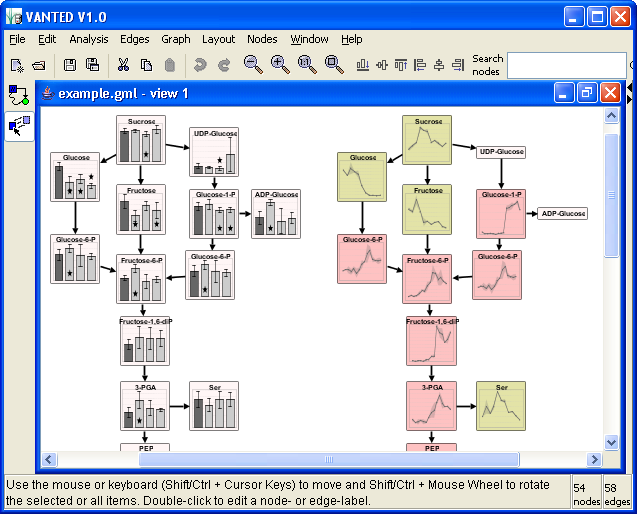 VANTED V1.0
File Edit Analysis Edges Graph Layout Nodes Window Help
Search
nodes
example.gml - view 1
Sucrose
UDP-Glucose
Glucose
Fructose
Glucose-1-P
ADP-Glucose
Glucose-6-P
Fructose-6-P
Glucose-6-P
Fructose-1,6-diP
3-PGA
Ser
PEP
Sucrose
UDP-Glucose
Glucose
Fructose
Glucose-1-P
ADP-Glucose
Glucose-6-P
Fructose-6-P
Glucose-6-P
Fructose-1,6-diP
3-PGA
Ser
PEP
Use the mouse or keyboard (Shift/Ctrl + Cursor Keys) to move and Shift/Ctrl + Mouse Wheel to rotate
the selected or all items. Double-click to edit a node- or edge-label.
54
nodes
58
edges